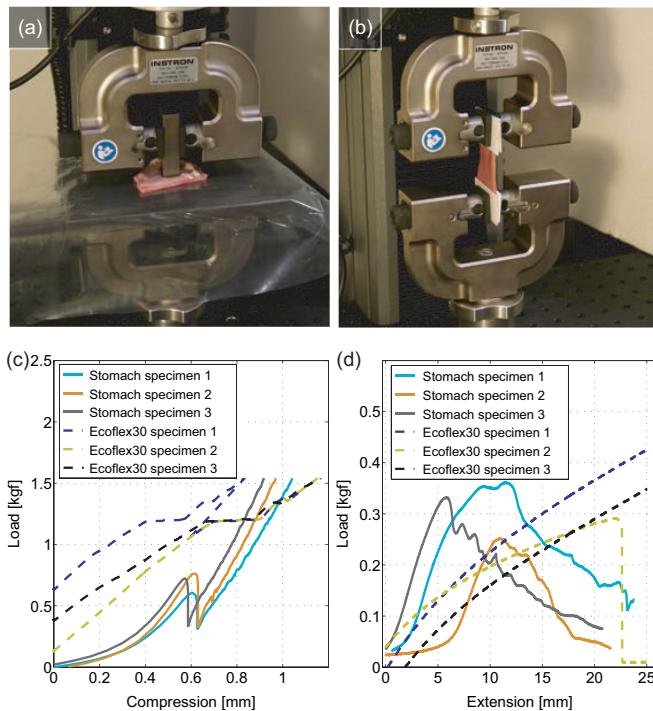 (a)
INSTRON
(b)
INSTRON
(c)
2.5
2
1.5
1
0.5
0
0
0.2
0.4
0.6
0.8
1
Load [kgf]
Compression [mm]
Stomach specimen 1
Stomach specimen 2
Stomach specimen 3
Ecoflex30 specimen 1
Ecoflex30 specimen 2
Ecoflex30 specimen 3
(d)
0.5
0.4
0.3
0.2
0.1
0
0
5
10
15
20
25
Load [kgf]
Extension [mm]
Stomach specimen 1
Stomach specimen 2
Stomach specimen 3
Ecoflex30 specimen 1
Ecoflex30 specimen 2
Ecoflex30 specimen 3